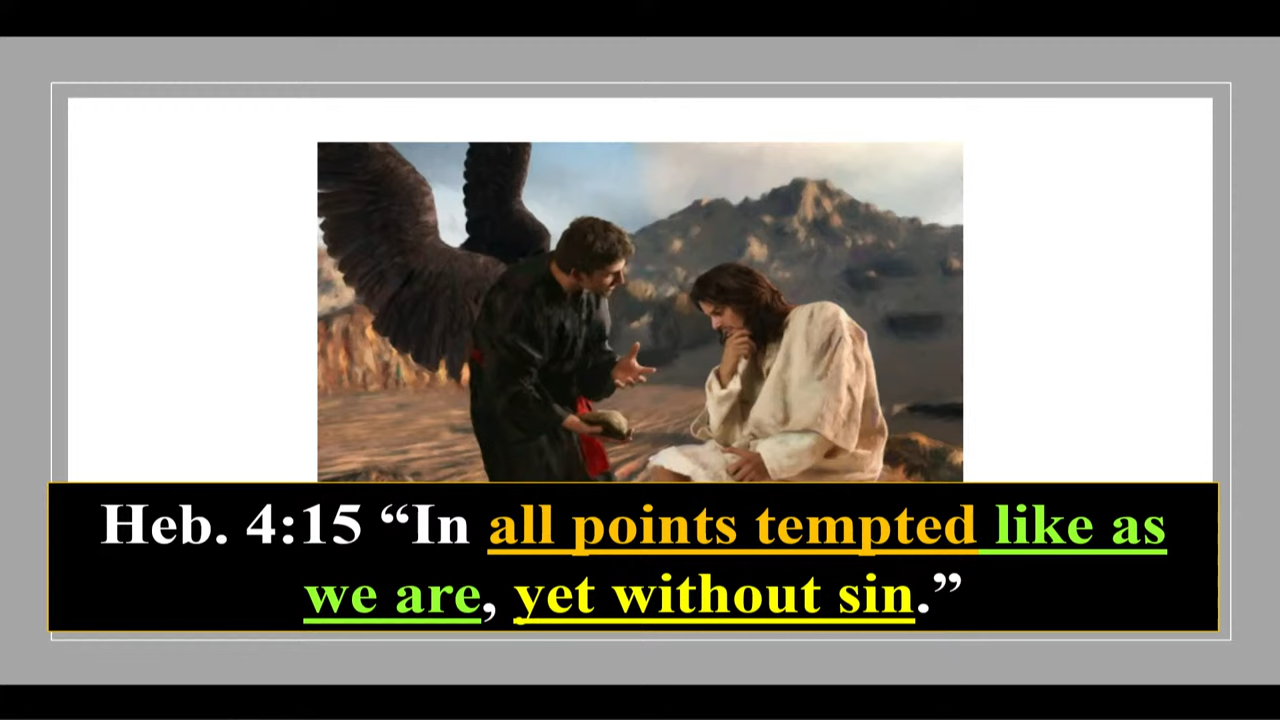 Heb. 4:15 “In all points tempted like as
we are, yet without sin.”